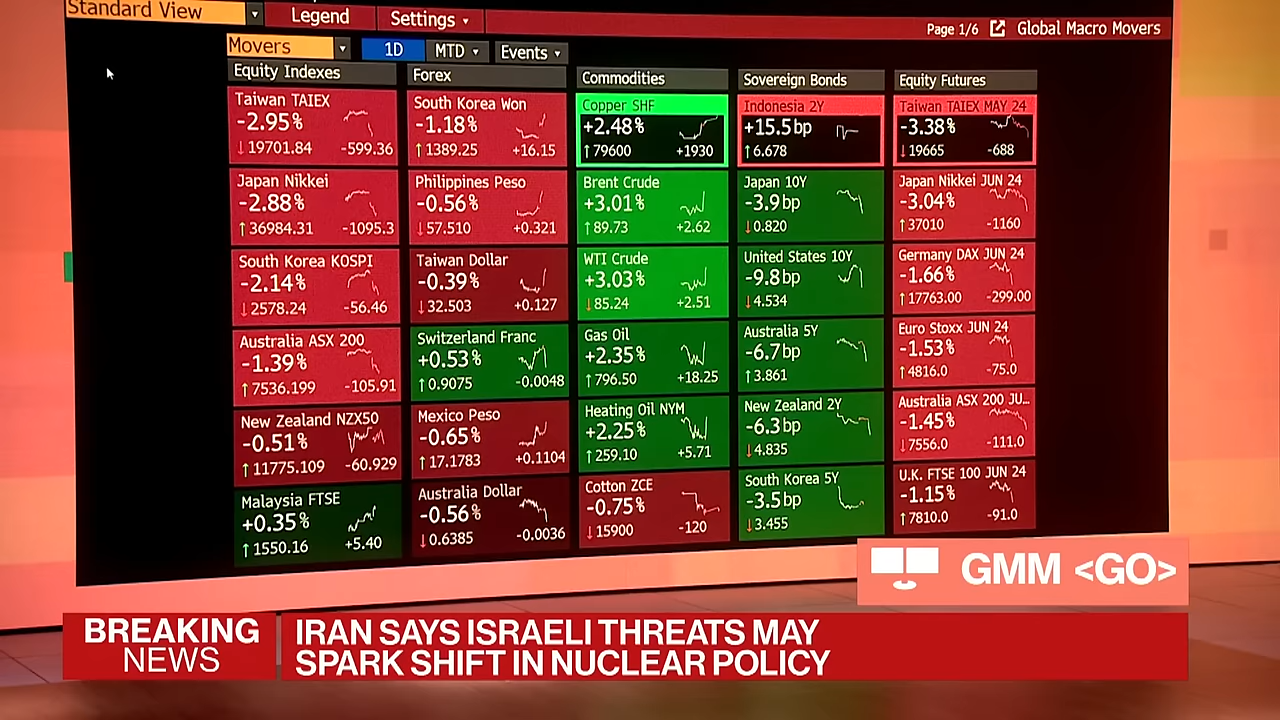 Standard View
Legend
Settings
Page 1/6
Global Macro Movers
Movers
1D
MTD
Events
Equity Indexes
Taiwan TAIEX
-2.95%
↓19701.84 -599.36
Japan Nikkei
-2.88%
↑36984.31 -1095.3
South Korea KOSPI
-2.14%
↓2578.24 -56.46
Australia ASX 200
-1.39%
↑7536.199 -105.91
New Zealand NZX50
-0.51%
↑11775.109 -60.929
Malaysia FTSE
+0.35%
↑1550.16 +5.40
Forex
South Korea Won
-1.18%
↑1389.25 +16.15
Philippines Peso
-0.56%
↓57.510 +0.321
Taiwan Dollar
-0.39%
↓32.503 +0.127
Switzerland Franc
+0.53%
↑0.9075 -0.0048
Mexico Peso
-0.65%
↑17.1783 +0.1104
Australia Dollar
-0.56%
↓0.6385 -0.0036
Commodities
Copper SHF
+2.48%
↑79600 +1930
Brent Crude
+3.01%
↑89.73 +2.62
WTI Crude
+3.03%
↓85.24 +2.51
Gas Oil
+2.35%
↑796.50 +18.25
Heating Oil NYM
+2.25%
↑259.10 +5.71
Cotton ZCE
-0.75%
↓15900 -120
Sovereign Bonds
Indonesia 2Y
+15.5bp
↑6.678
Japan 10Y
-3.9bp
↓0.820
United States 10Y
-9.8bp
↓4.534
Australia 5Y
-6.7bp
↑3.861
New Zealand 2Y
-6.3bp
↓4.835
South Korea 5Y
-3.5bp
↓3.455
Equity Futures
Taiwan TAIEX MAY 24
-3.38%
↓19665 -688
Japan Nikkei JUN 24
-3.04%
↑37010 -1160
Germany DAX JUN 24
-1.66%
↑17763.00 -299.00
Euro Stoxx JUN 24
-1.53%
↑4816.0 -75.0
Australia ASX 200 JU...
-1.45%
↓7556.0 -111.0
U.K. FTSE 100 JUN 24
-1.15%
↑7810.0 -91.0
GMM <GO>
BREAKING
NEWS
IRAN SAYS ISRAELI THREATS MAY
SPARK SHIFT IN NUCLEAR POLICY